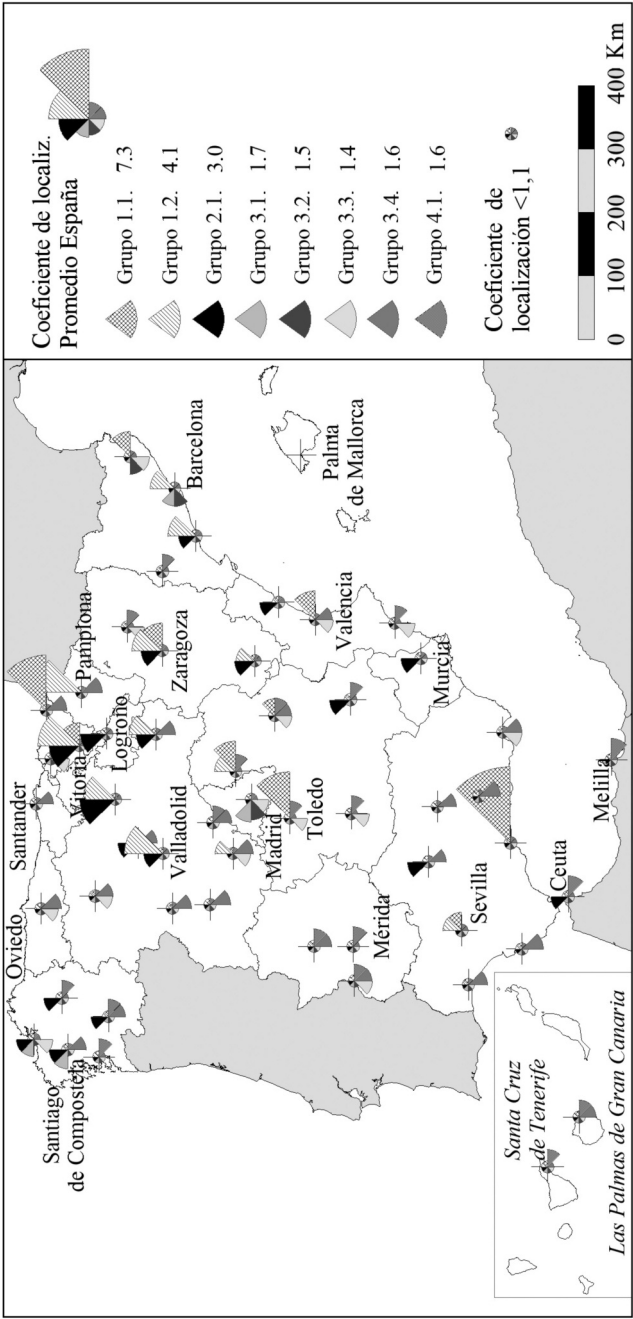 Coeficiente de localiz.
Promedio España
Grupo 1.1. 7.3
Grupo 1.2. 4.1
Grupo 2.1. 3.0
Grupo 3.1. 1.7
Grupo 3.2. 1.5
Grupo 3.3. 1.4
Grupo 3.4. 1.6
Grupo 4.1. 1.6
Coeficiente de
localización <1,1
0 100 200 300 400 Km
Oviedo
Santander
Santiago
de Compostela
Vitoria
Pamplona
Logroño
Valladolid
Zaragoza
Barcelona
Madrid
Toledo
Valencia
Palma
de Mallorca
Mérida
Murcia
Sevilla
Ceuta
Melilla
Santa Cruz
de Tenerife
Las Palmas de Gran Canaria